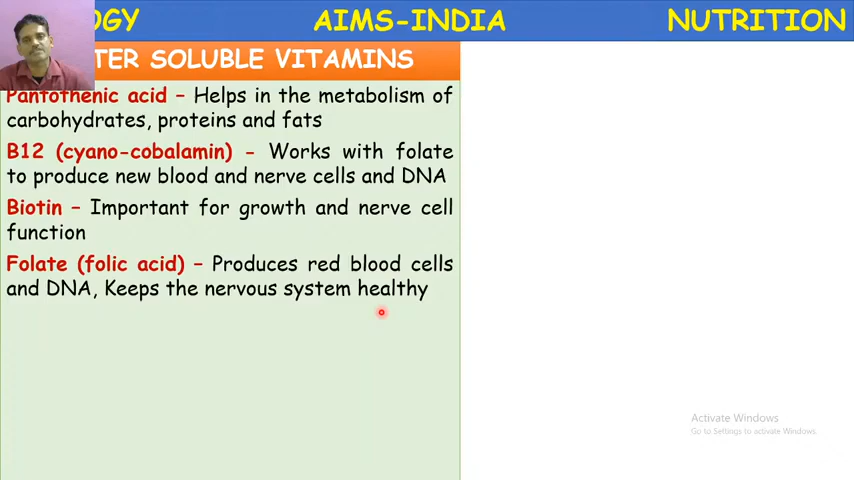 OGY AIMS-INDIA NUTRITION
TER SOLUBLE VITAMINS
Pantothenic acid – Helps in the metabolism of
carbohydrates, proteins and fats
B12 (cyano-cobalamin) - Works with folate
to produce new blood and nerve cells and DNA
Biotin – Important for growth and nerve cell
function
Folate (folic acid) – Produces red blood cells
and DNA, Keeps the nervous system healthy
Activate Windows
Go to Settings to activate Windows.